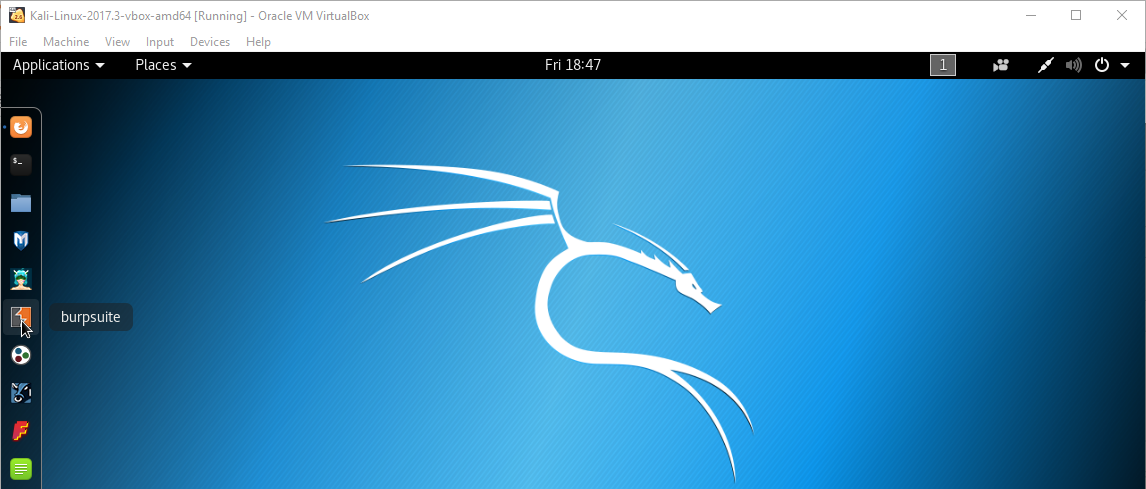 Kali-Linux-2017.3-vbox-amd64 [Running] - Oracle VM VirtualBox
File Machine View Input Devices Help
Applications Places Fri 18:47 1
$_
burpsuite